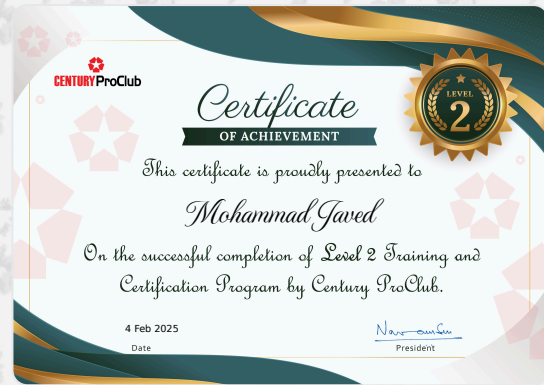 CENTURY ProClub
LEVEL
2
Certificate
OF ACHIEVEMENT
This certificate is proudly presented to
Mohammad Javed
On the successful completion of Level 2 Training and
Certification Program by Century ProClub.
4 Feb 2025
Date
President